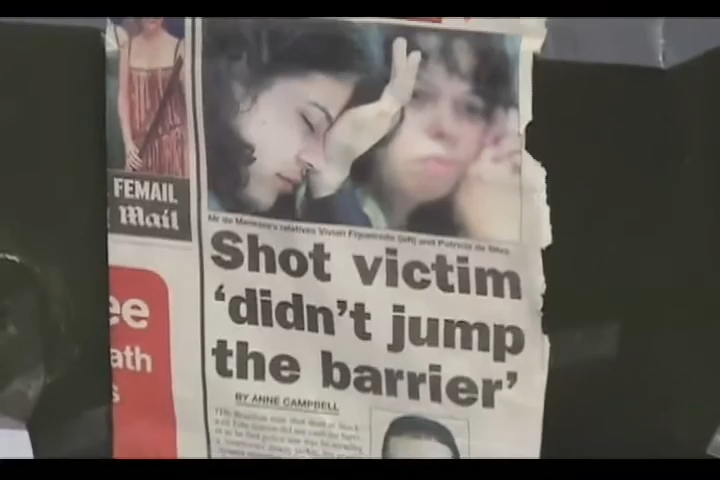 FEMAIL
Mail
Mr de Menezes's relatives Vivian Figueiredo (left) and Patricia da Silva
Shot victim
'didn't jump
the barrier'
BY ANNE CAMPBELL
ee
ath
s